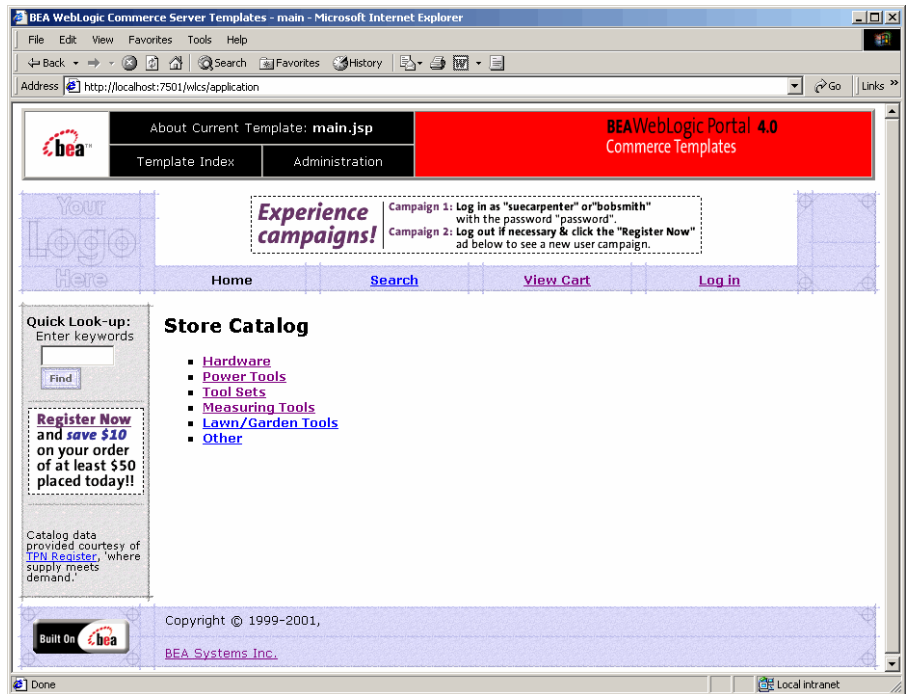 BEA WebLogic Commerce Server Templates - main - Microsoft Internet Explorer
File Edit View Favorites Tools Help
Back Search Favorites History
Address http://localhost:7501/wlcs/application Go Links »
bea™
About Current Template: main.jsp
Template Index Administration
BEAWebLogic Portal 4.0
Commerce Templates
Your
Logo
Here
Experience
campaigns!
Campaign 1: Log in as "suecarpenter" or"bobsmith"
with the password "password".
Campaign 2: Log out if necessary & click the "Register Now"
ad below to see a new user campaign.
Home Search View Cart Log in
Quick Look-up:
Enter keywords
Find
Register Now
and save $10
on your order
of at least $50
placed today!!
Catalog data
provided courtesy of
TPN Register, 'where
supply meets
demand.'
Store Catalog
Hardware
Power Tools
Tool Sets
Measuring Tools
Lawn/Garden Tools
Other
Built On bea
Copyright © 1999-2001,
BEA Systems Inc.
Done Local intranet